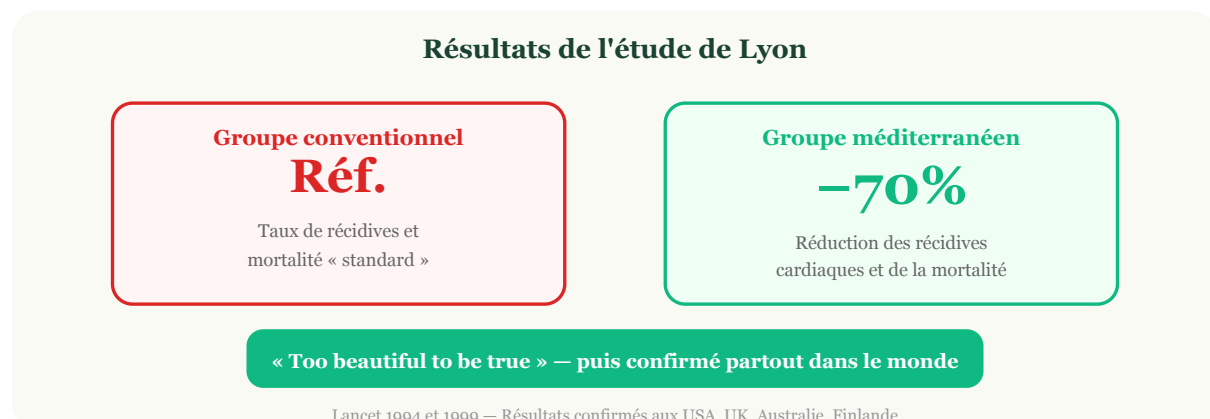 Résultats de l'étude de Lyon
Groupe conventionnel
Réf.
Taux de récidives et
mortalité « standard »
Groupe méditerranéen
−70%
Réduction des récidives
cardiaques et de la mortalité
« Too beautiful to be true » — puis confirmé partout dans le monde
Lancet 1994 et 1999 — Résultats confirmés aux USA, UK, Australie, Finlande